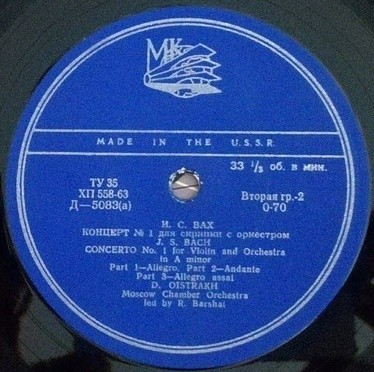 МК
MADE IN THE U.S.S.R.
33 1/3 об. в мин.
ТУ 35
ХП 558-63
Д—5083(а)
Вторая гр.-2
0-70
И. С. БАХ
КОНЦЕРТ № 1 для скрипки с оркестром
J. S. BACH
CONCERTO No. 1 for Violin and Orchestra
in A minor
Part 1—Allegro. Part 2—Andante
Part 3—Allegro assai
D. OISTRAKH
Moscow Chamber Orchestra
led by R. Barshai